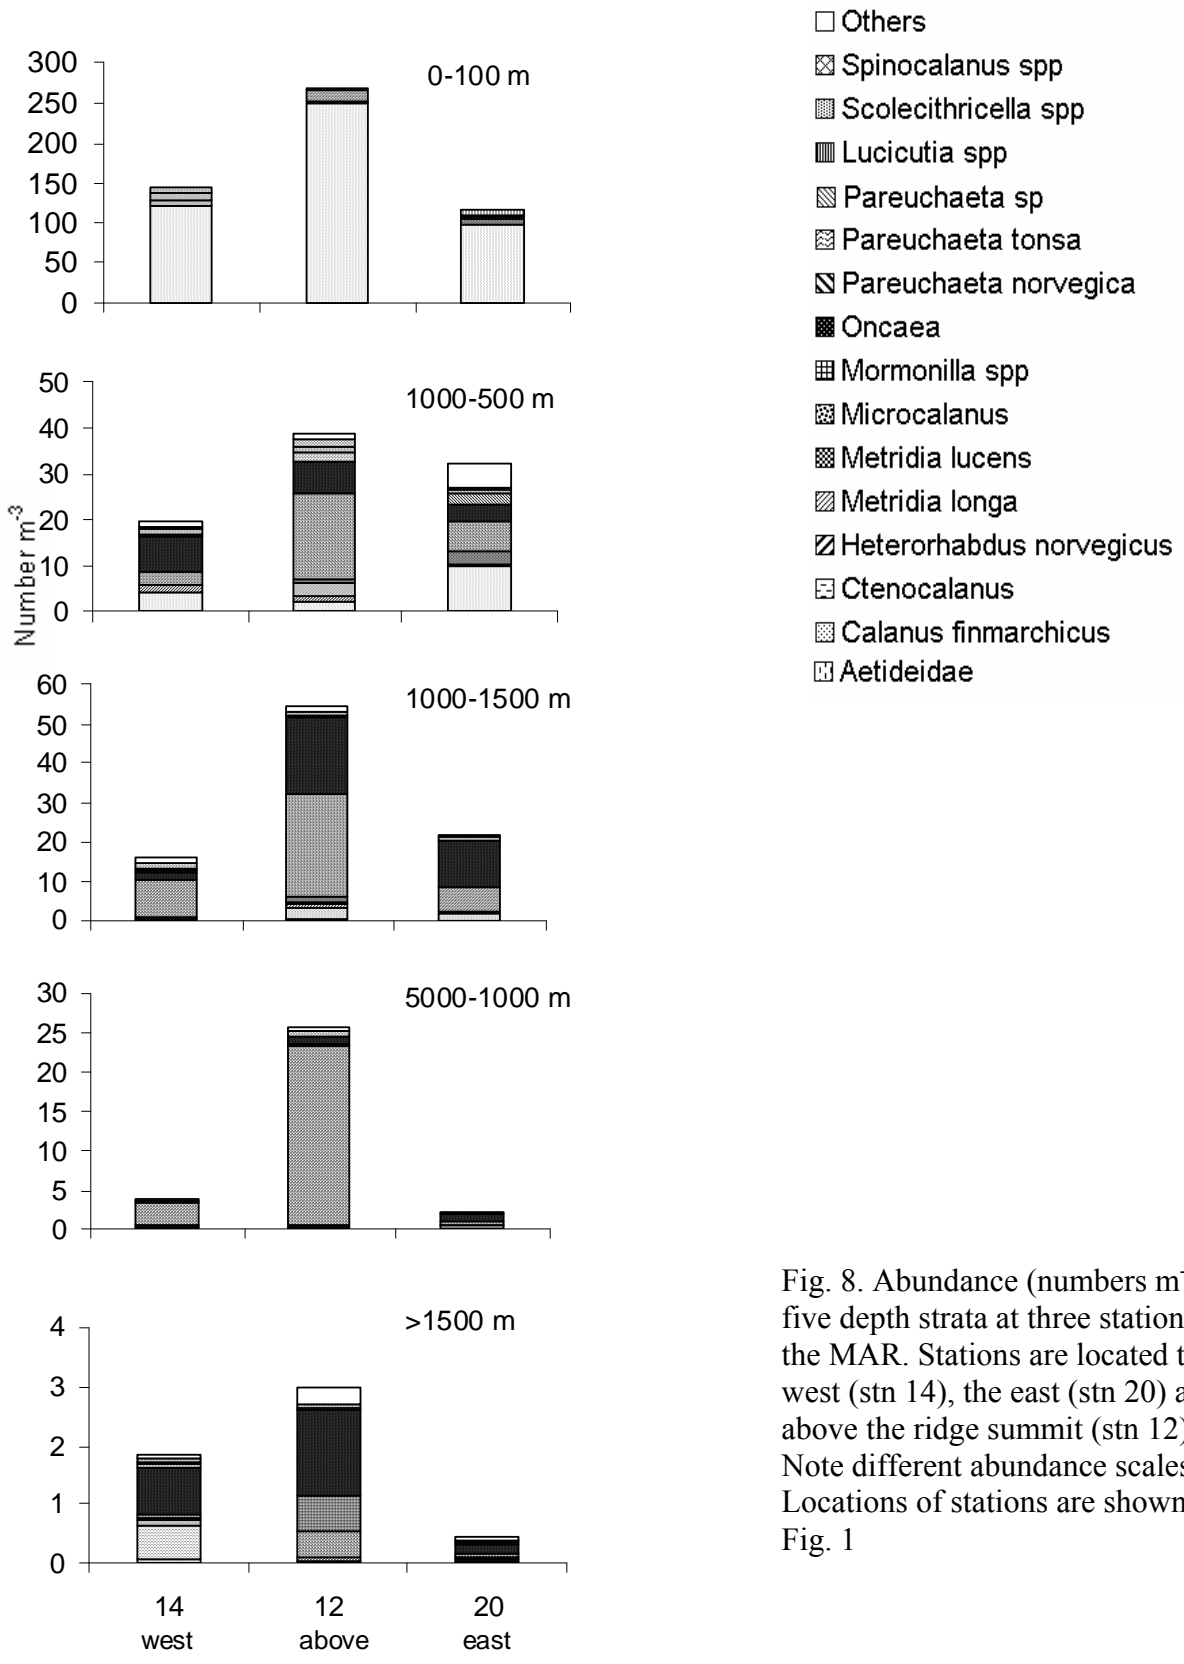 0-100 m
300
250
200
150
100
50
0
1000-500 m
50
40
30
20
10
0
Number m-3
1000-1500 m
60
50
40
30
20
10
0
5000-1000 m
30
25
20
15
10
5
0
>1500 m
4
3
2
1
0
14 12 20
west above east
Others
Spinocalanus spp
Scolecithricella spp
Lucicutia spp
Pareuchaeta sp
Pareuchaeta tonsa
Pareuchaeta norvegica
Oncaea
Mormonilla spp
Microcalanus
Metridia lucens
Metridia longa
Heterorhabdus norvegicus
Ctenocalanus
Calanus finmarchicus
Aetideidae
Fig. 8. Abundance (numbers m-
five depth strata at three station
the MAR. Stations are located t
west (stn 14), the east (stn 20) a
above the ridge summit (stn 12)
Note different abundance scales
Locations of stations are shown
Fig. 1